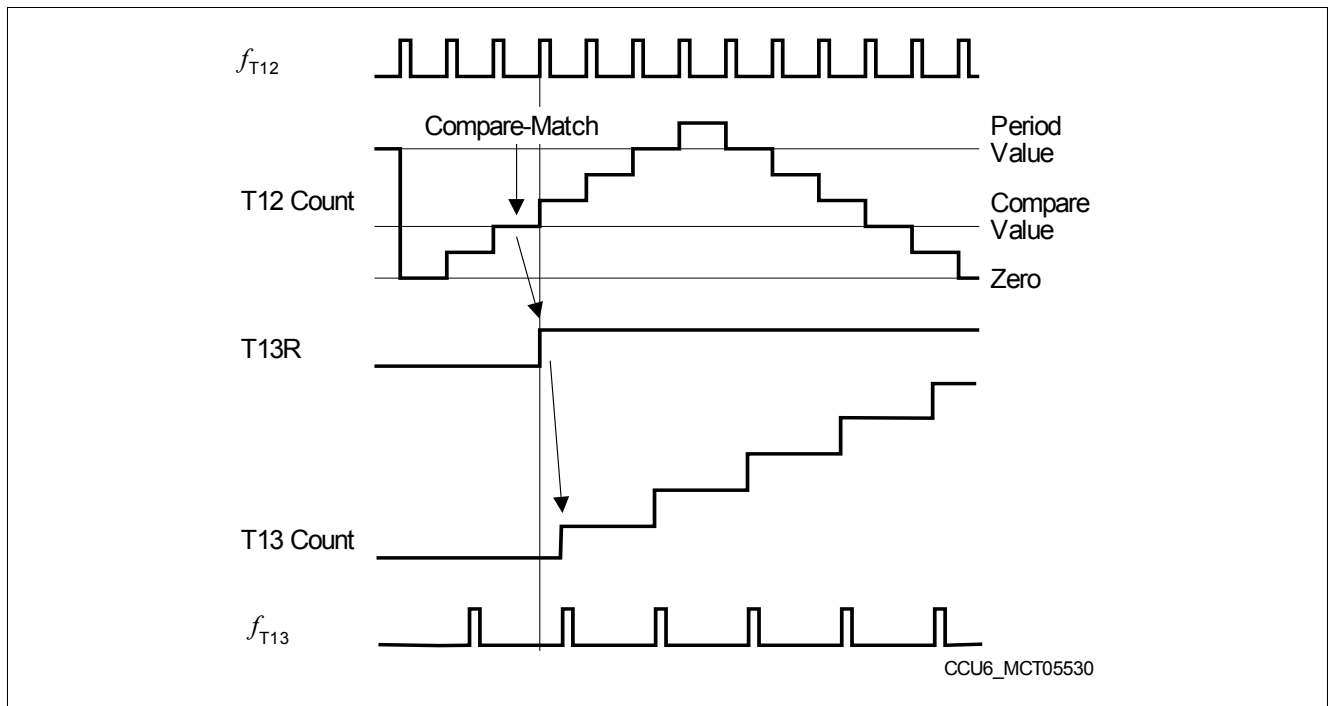 fT12
Compare-Match
Period
Value
T12 Count
Compare
Value
Zero
T13R
T13 Count
fT13
CCU6_MCT05530